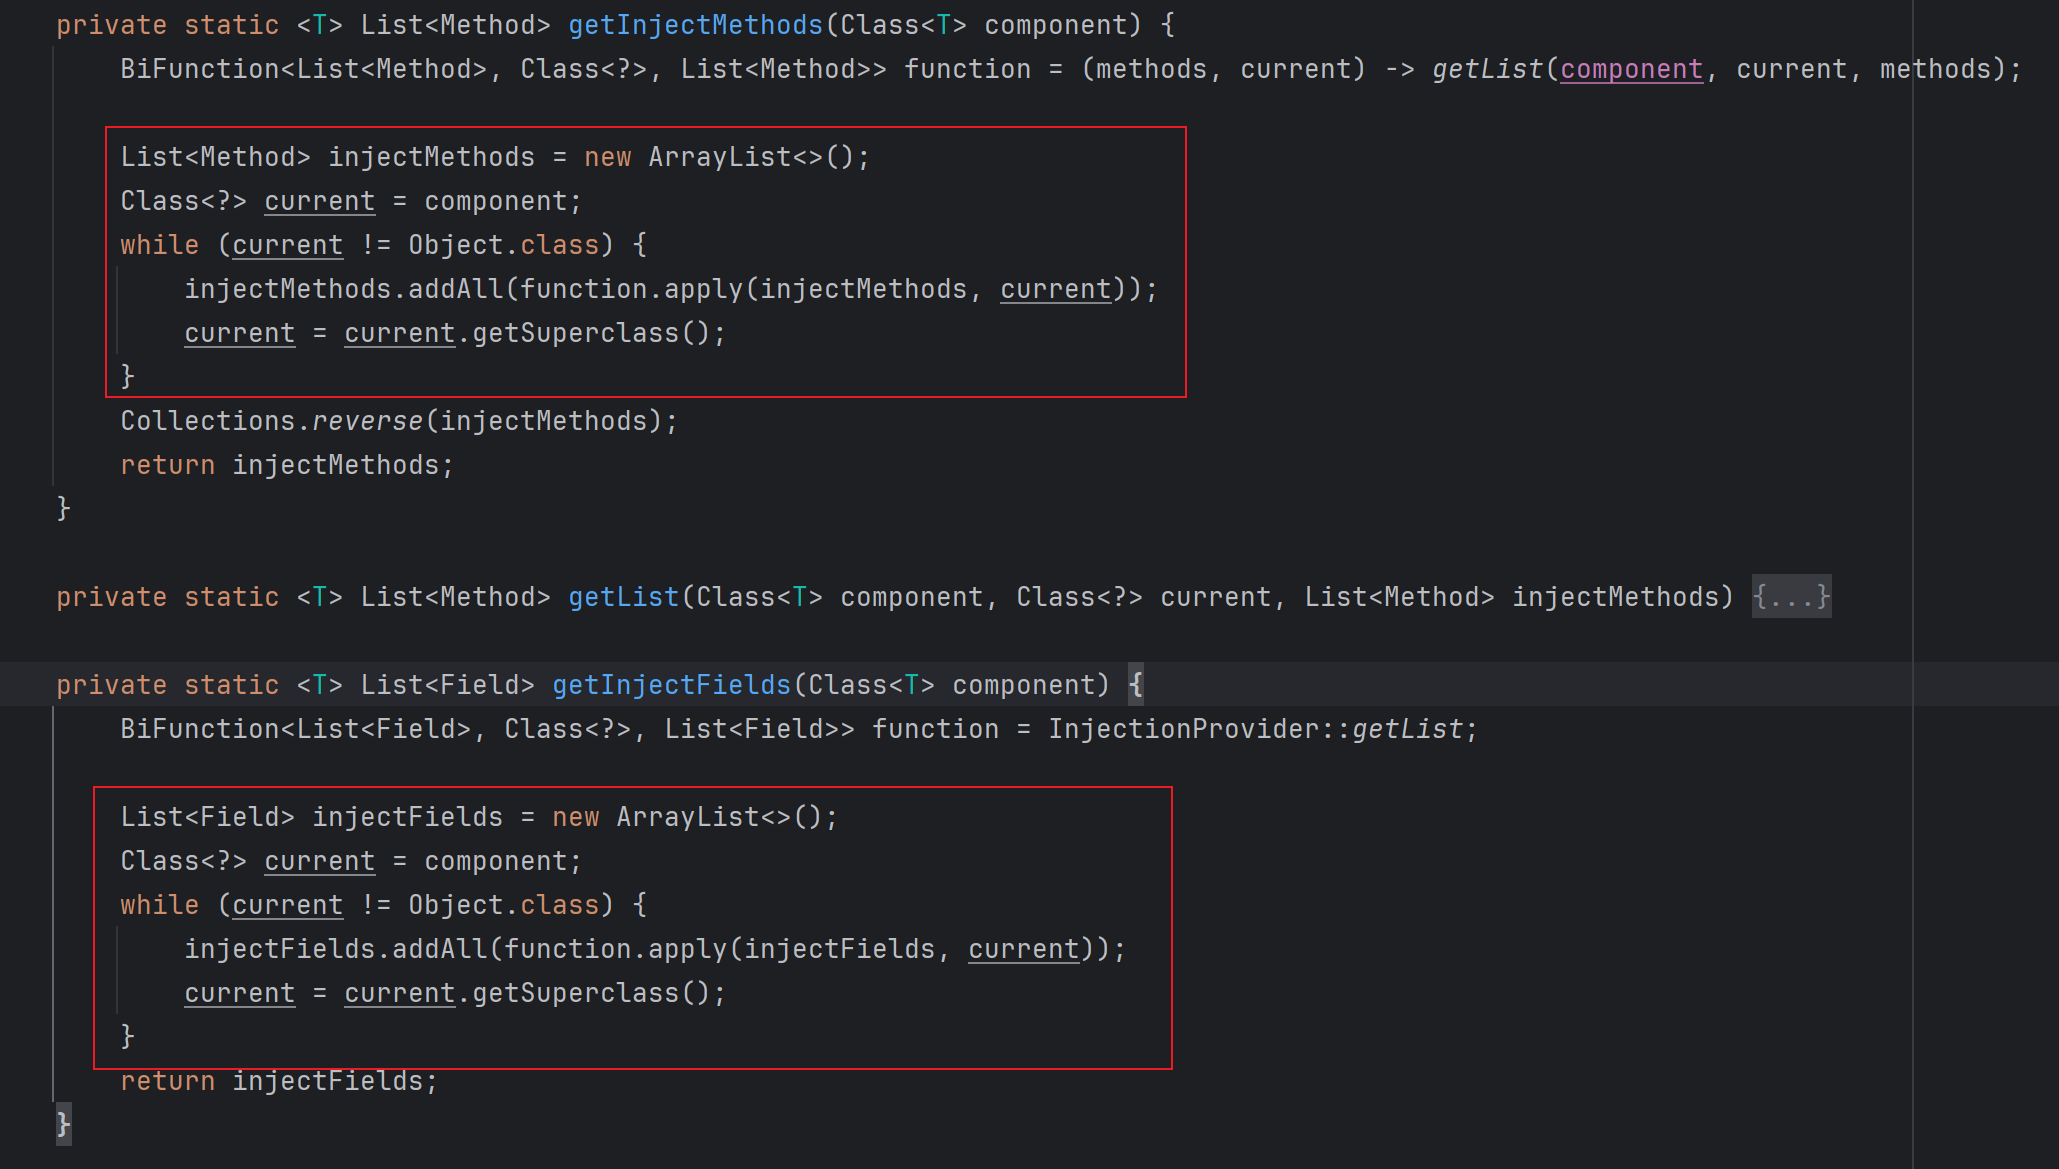 private static <T> List<Method> getInjectMethods(Class<T> component) {
BiFunction<List<Method>, Class<?>, List<Method>> function = (methods, current) -> getList(component, current, methods);
List<Method> injectMethods = new ArrayList<>();
Class<?> current = component;
while (current != Object.class) {
injectMethods.addAll(function.apply(injectMethods, current));
current = current.getSuperclass();
}
Collections.reverse(injectMethods);
return injectMethods;
}
private static <T> List<Method> getList(Class<T> component, Class<?> current, List<Method> injectMethods) {...}
private static <T> List<Field> getInjectFields(Class<T> component) {
BiFunction<List<Field>, Class<?>, List<Field>> function = InjectionProvider::getList;
List<Field> injectFields = new ArrayList<>();
Class<?> current = component;
while (current != Object.class) {
injectFields.addAll(function.apply(injectFields, current));
current = current.getSuperclass();
}
return injectFields;
}